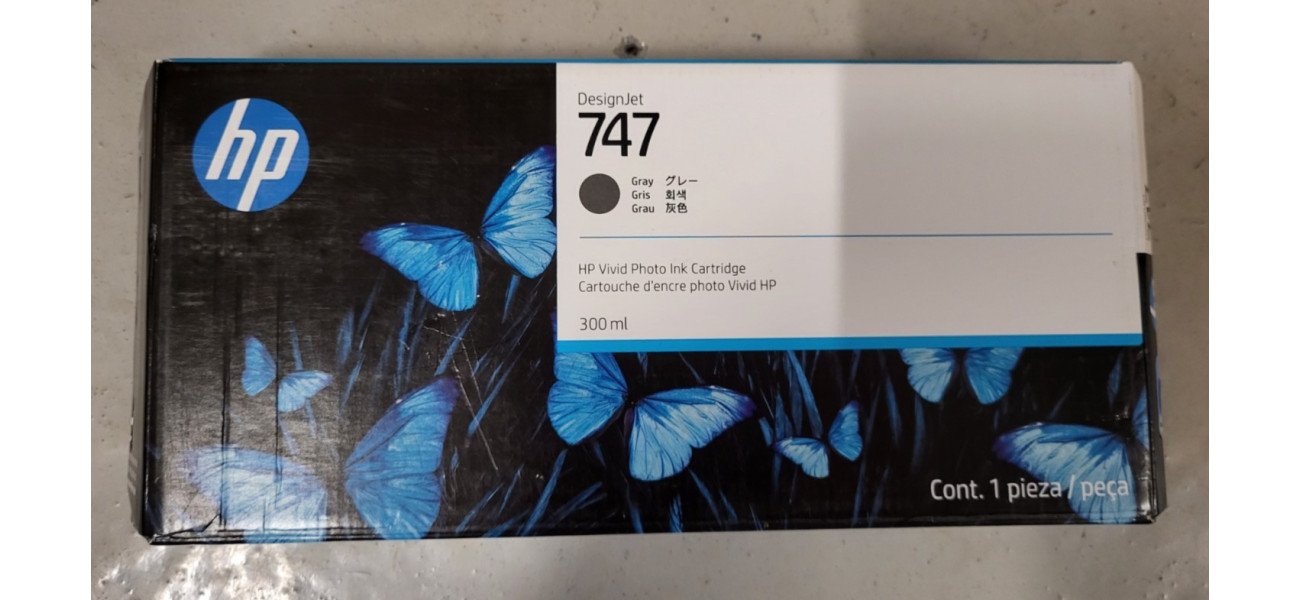 hp
DesignJet
747
Gray グレー
Gris 회색
Grau 灰色
HP Vivid Photo Ink Cartridge
Cartouche d'encre photo Vivid HP
300 ml
Cont. 1 pieza / peça